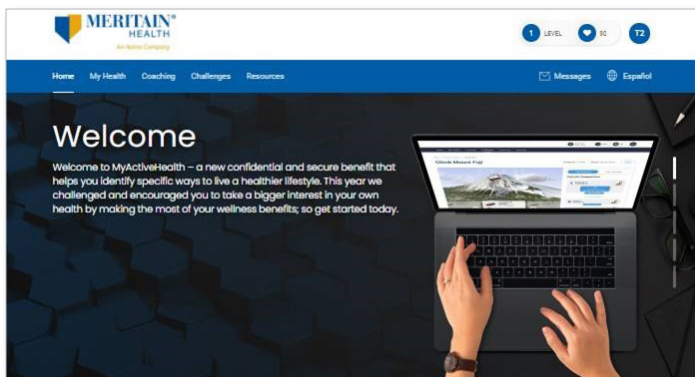 MERITAIN®
HEALTH
An Aetna Company
1 LEVEL
T2
Home My Health Coaching Challenges Resources
Messages Español
Welcome
Welcome to MyActiveHealth – a new confidential and secure benefit that
helps you identify specific ways to live a healthier lifestyle. This year we
challenged and encouraged you to take a bigger interest in your own
health by making the most of your wellness benefits; so get started today.
Climb Mount Fuji